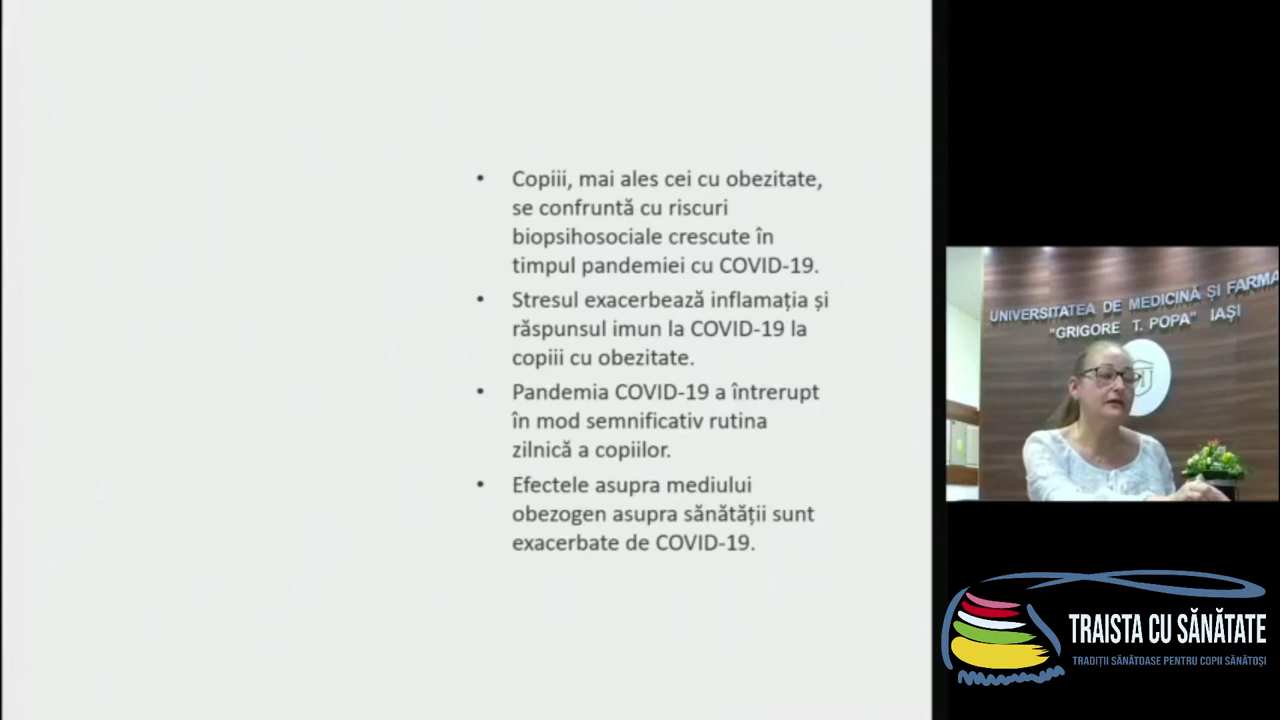 • Copiii, mai ales cei cu obezitate,
se confruntă cu riscuri
biopsihosociale crescute în
timpul pandemiei cu COVID-19.
• Stresul exacerbează inflamația și
răspunsul imun la COVID-19 la
copiii cu obezitate.
• Pandemia COVID-19 a întrerupt
în mod semnificativ rutina
zilnică a copiilor.
• Efectele asupra mediului
obezogen asupra sănătății sunt
exacerbate de COVID-19.
UNIVERSITATEA DE MEDICINĂ ȘI FARMA
"GRIGORE T. POPA" IAȘI
TRAISTA CU SĂNĂTATE
TRADIȚII SĂNĂTOASE PENTRU COPII SĂNĂTOȘI